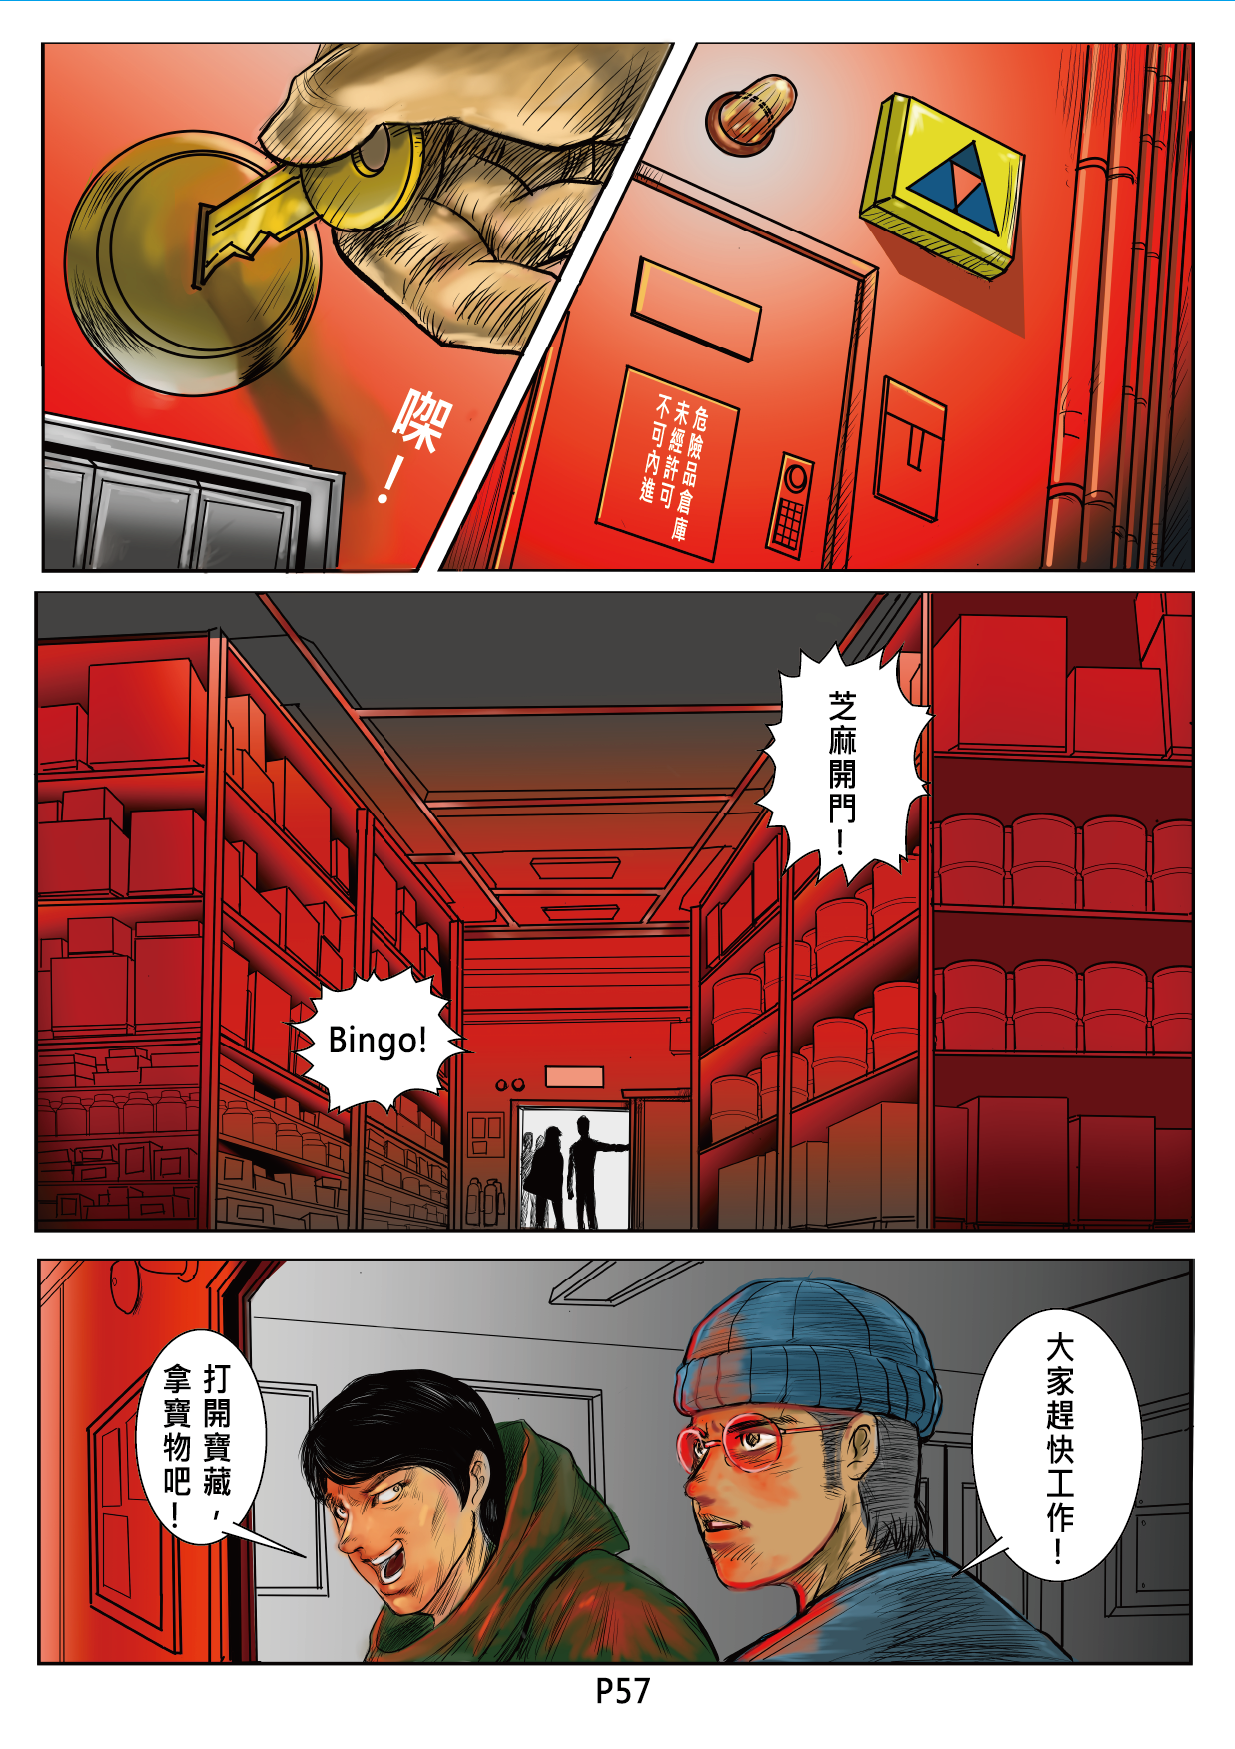 㗎！
危險品倉庫
未經許可
不可內進
芝麻開門！
Bingo!
大家趕快工作！
打開寶藏，
拿寶物吧！
P57